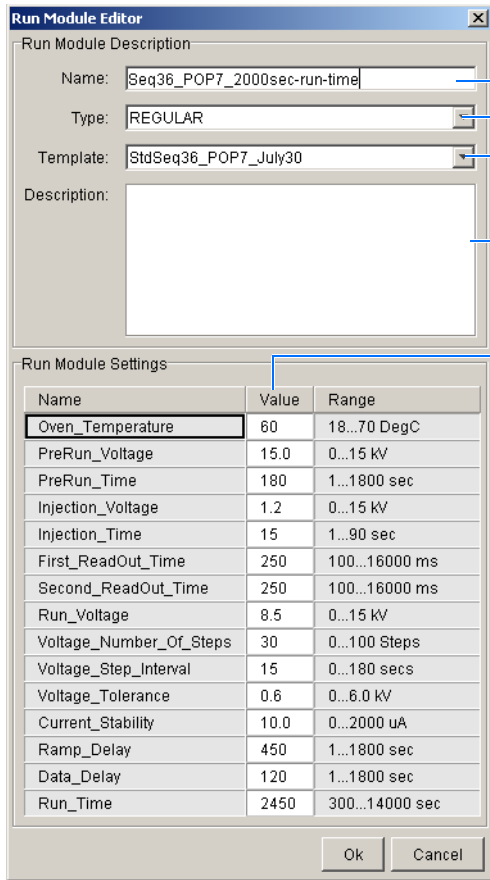 Run Module Editor
Run Module Description
Name: Seq36_POP7_2000sec-run-time
Type: REGULAR
Template: StdSeq36_POP7_July30
Description:
Run Module Settings
Name Value Range
Oven_Temperature 60 18...70 DegC
PreRun_Voltage 15.0 0...15 kV
PreRun_Time 180 1...1800 sec
Injection_Voltage 1.2 0...15 kV
Injection_Time 15 1...90 sec
First_ReadOut_Time 250 100...16000 ms
Second_ReadOut_Time 250 100...16000 ms
Run_Voltage 8.5 0...15 kV
Voltage_Number_Of_Steps 30 0...100 Steps
Voltage_Step_Interval 15 0...180 secs
Voltage_Tolerance 0.6 0...6.0 kV
Current_Stability 10.0 0...2000 uA
Ramp_Delay 450 1...1800 sec
Data_Delay 120 1...1800 sec
Run_Time 2450 300...14000 sec
Ok Cancel